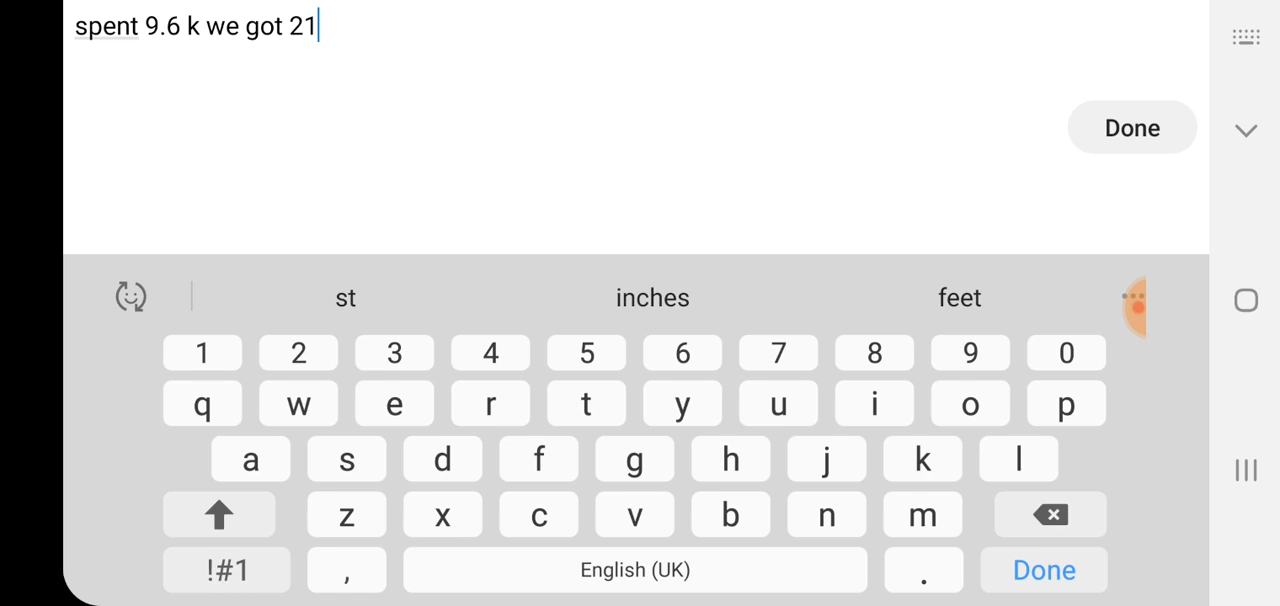 spent 9.6 k we got 21
Done
st inches feet
1 2 3 4 5 6 7 8 9 0
q w e r t y u i o p
a s d f g h j k l
z x c v b n m
!#1 , English (UK) . Done